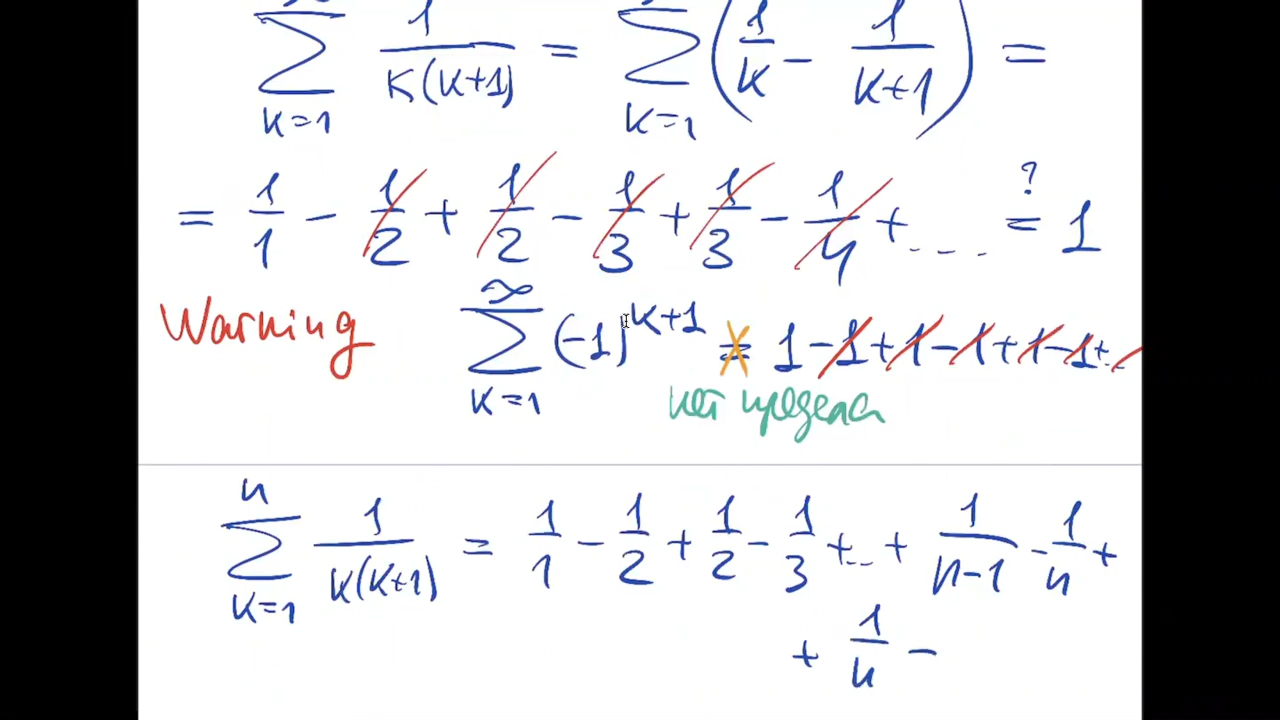 ∞ ∑ k=1 1/(k(k+1)) = ∑ k=1 (1/k - 1/(k+1)) =
= 1/1 - 1/2 + 1/2 - 1/3 + 1/3 - 1/4 + .... ?= 1
Warning ∞ ∑ k=1 (-1)^(k+1) = 1-1+1-1+1-1+..
нет предела
n ∑ k=1 1/(k(k+1)) = 1/1 - 1/2 + 1/2 - 1/3 +...+ 1/(n-1) - 1/n +
+ 1/n -